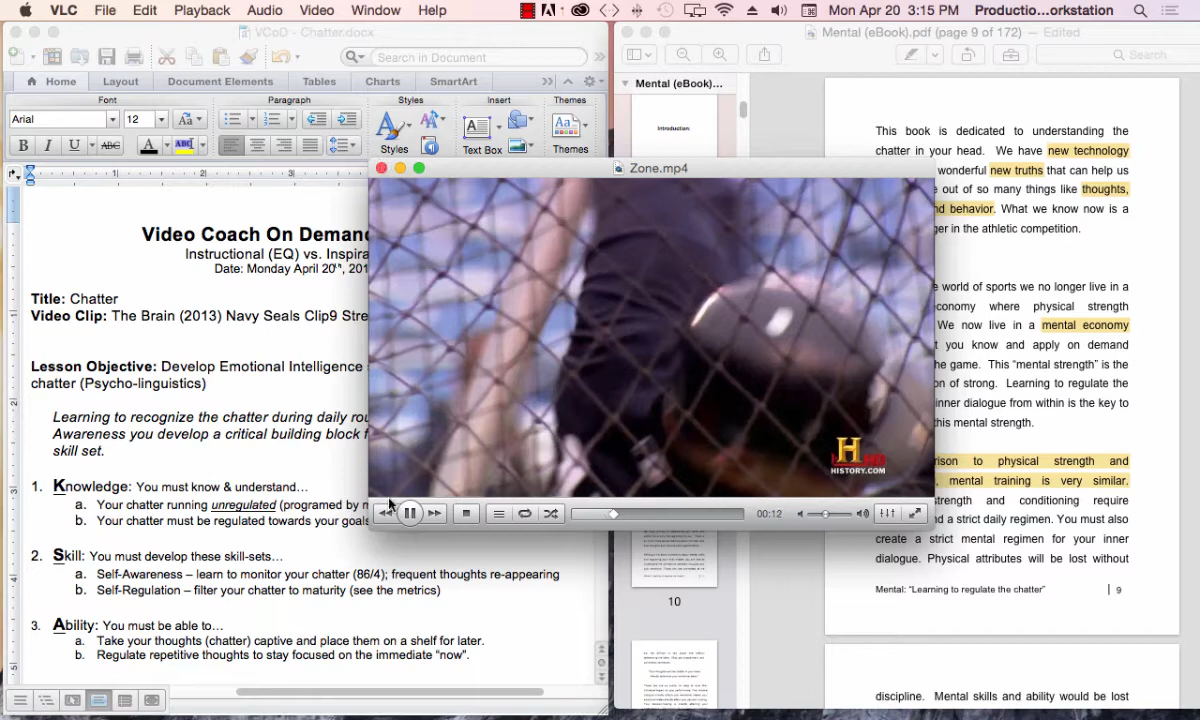 VLC File Edit Playback Audio Video Window Help
Mon Apr 20 3:15 PM Productio...orkstation
VCoD - Chatter.docx
Search in Document
Home Layout Document Elements Tables Charts SmartArt
Font Paragraph Styles Insert Themes
Arial 12
Styles Text Box Themes
Video Coach On Deman
Instructional (EQ) vs. Inspira
Date: Monday April 20th, 201
Title: Chatter
Video Clip: The Brain (2013) Navy Seals Clip9 Stre
Lesson Objective: Develop Emotional Intelligence
chatter (Psycho-linguistics)
Learning to recognize the chatter during daily rou
Awareness you develop a critical building block f
skill set.
1. Knowledge: You must know & understand…
a. Your chatter running unregulated (programed by n
b. Your chatter must be regulated towards your goals
2. Skill: You must develop these skill-sets…
a. Self-Awareness – learn to monitor your chatter (86/4); frequent thoughts re-appearing
b. Self-Regulation – filter your chatter to maturity (see the metrics)
3. Ability: You must be able to…
a. Take your thoughts (chatter) captive and place them on a shelf for later.
b. Regulate repetitive thoughts to stay focused on the immediate “now”.
Zone.mp4
H
HD
HISTORY.COM
00:12
Mental (eBook).pdf (page 9 of 172) — Edited
Search
Mental (eBook)...
Introduction
10
This book is dedicated to understanding the
chatter in your head. We have new technology
wonderful new truths that can help us
out of so many things like thoughts,
nd behavior. What we know now is a
ger in the athletic competition.
e world of sports we no longer live in a
conomy where physical strength
We now live in a mental economy
t you know and apply on demand
he game. This “mental strength” is the
on of strong. Learning to regulate the
inner dialogue from within is the key to
this mental strength.
rison to physical strength and
, mental training is very similar.
trength and conditioning require
nd a strict daily regimen. You must also
create a strict mental regimen for your inner
dialogue. Physical attributes will be lost without
Mental: “Learning to regulate the chatter” | 9
discipline. Mental skills and ability would be lost